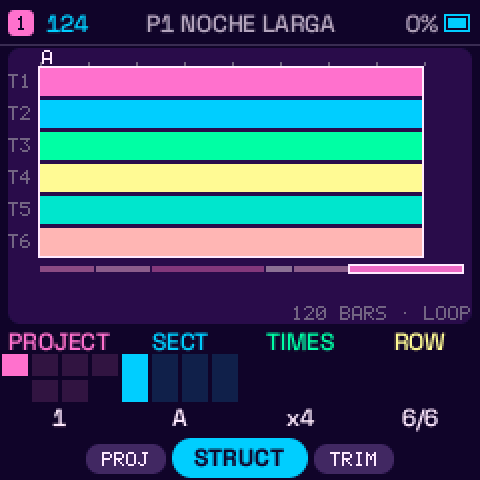 1 124 P1 NOCHE LARGA 0%
A
T1
T2
T3
T4
T5
T6
120 BARS · LOOP
PROJECT SECT TIMES ROW
1 A x4 6/6
PROJ STRUCT TRIM